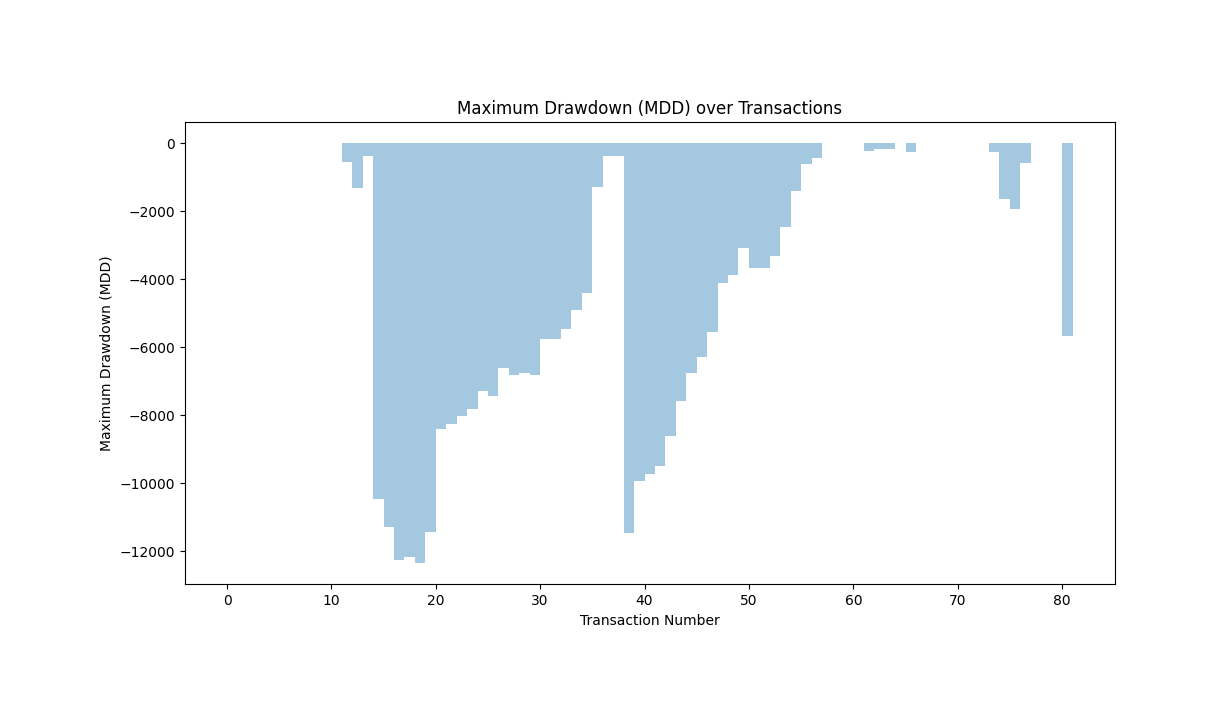 Maximum Drawdown (MDD) over Transactions
Maximum Drawdown (MDD)
0
−2000
−4000
−6000
−8000
−10000
−12000
0 10 20 30 40 50 60 70 80
Transaction Number